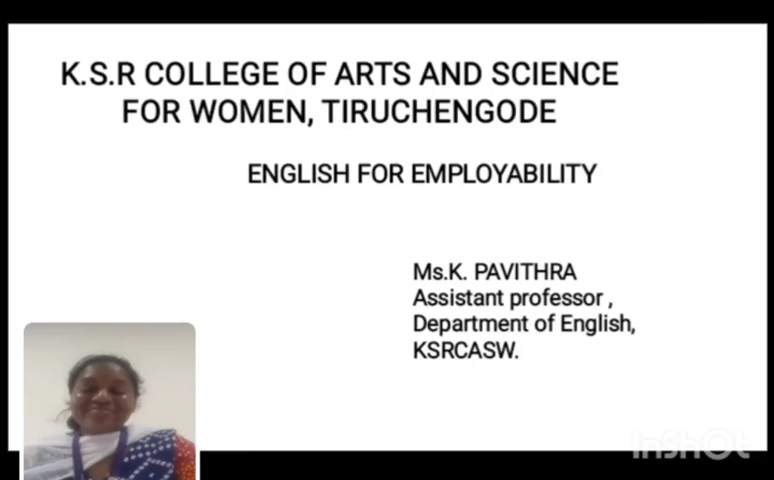 K.S.R COLLEGE OF ARTS AND SCIENCE
FOR WOMEN, TIRUCHENGODE
ENGLISH FOR EMPLOYABILITY
Ms.K. PAVITHRA
Assistant professor ,
Department of English,
KSRCASW.
InShOt